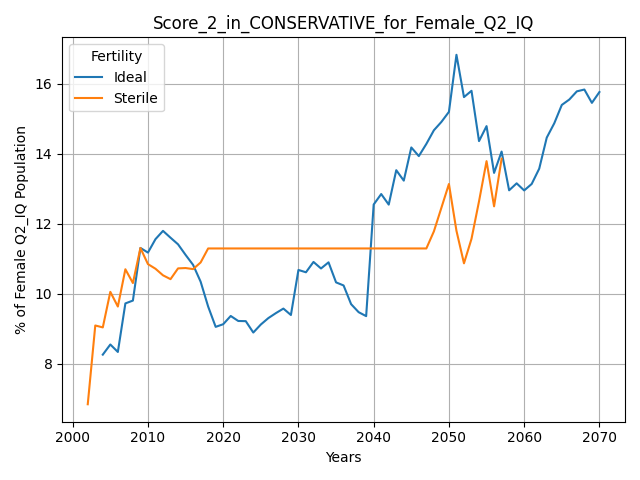 Score_2_in_CONSERVATIVE_for_Female_Q2_IQ
Fertility
Ideal
Sterile
% of Female Q2_IQ Population
16
14
12
10
8
2000 2010 2020 2030 2040 2050 2060 2070
Years